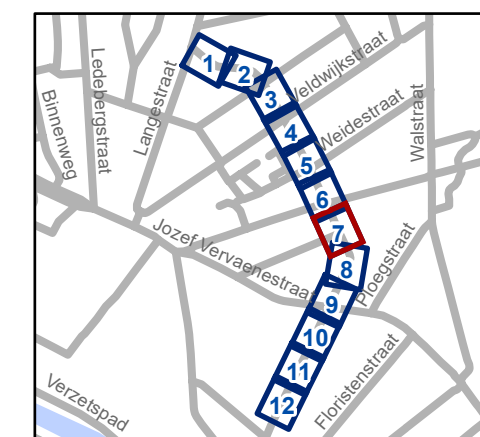 Binnenweg
Ledebergstraat
Langestraat
Veldwijkstraat
Weidestraat
Walstraat
Jozef Vervaenestraat
Ploegstraat
Floristenstraat
Verzetspad
1
2
3
4
5
6
7
8
9
10
11
12